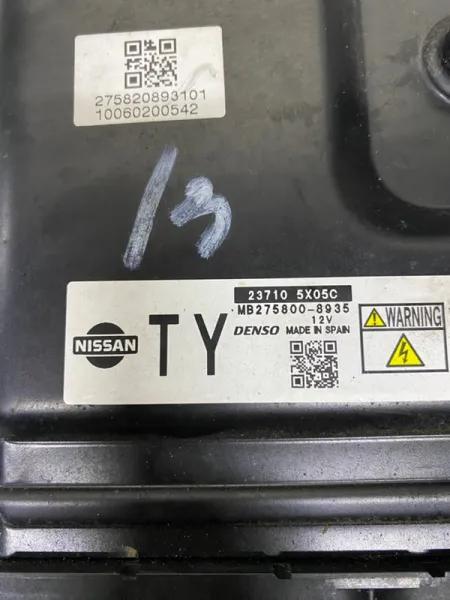 275820893101
10060200542
13
NISSAN
TY
23710 5X05C
MB275800-8935
12V
DENSO MADE IN SPAIN
WARNING